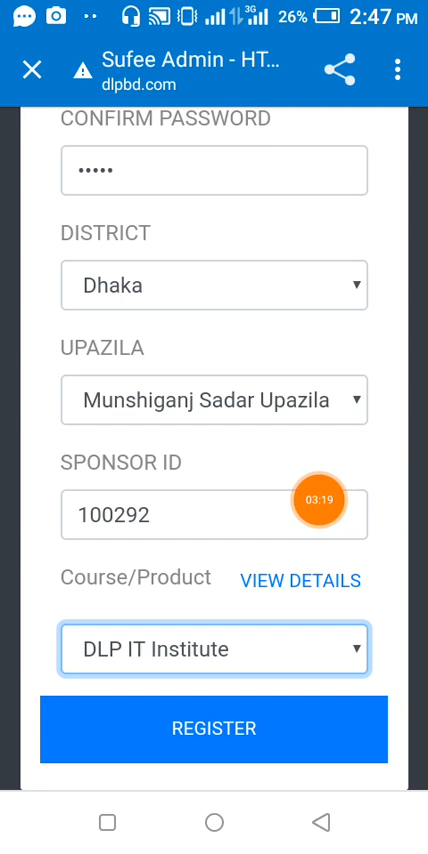 3G 26% 2:47 PM
Sufee Admin - HT...
dlpbd.com
CONFIRM PASSWORD
•••••
DISTRICT
Dhaka
UPAZILA
Munshiganj Sadar Upazila
SPONSOR ID
100292
03:19
Course/Product VIEW DETAILS
DLP IT Institute
REGISTER